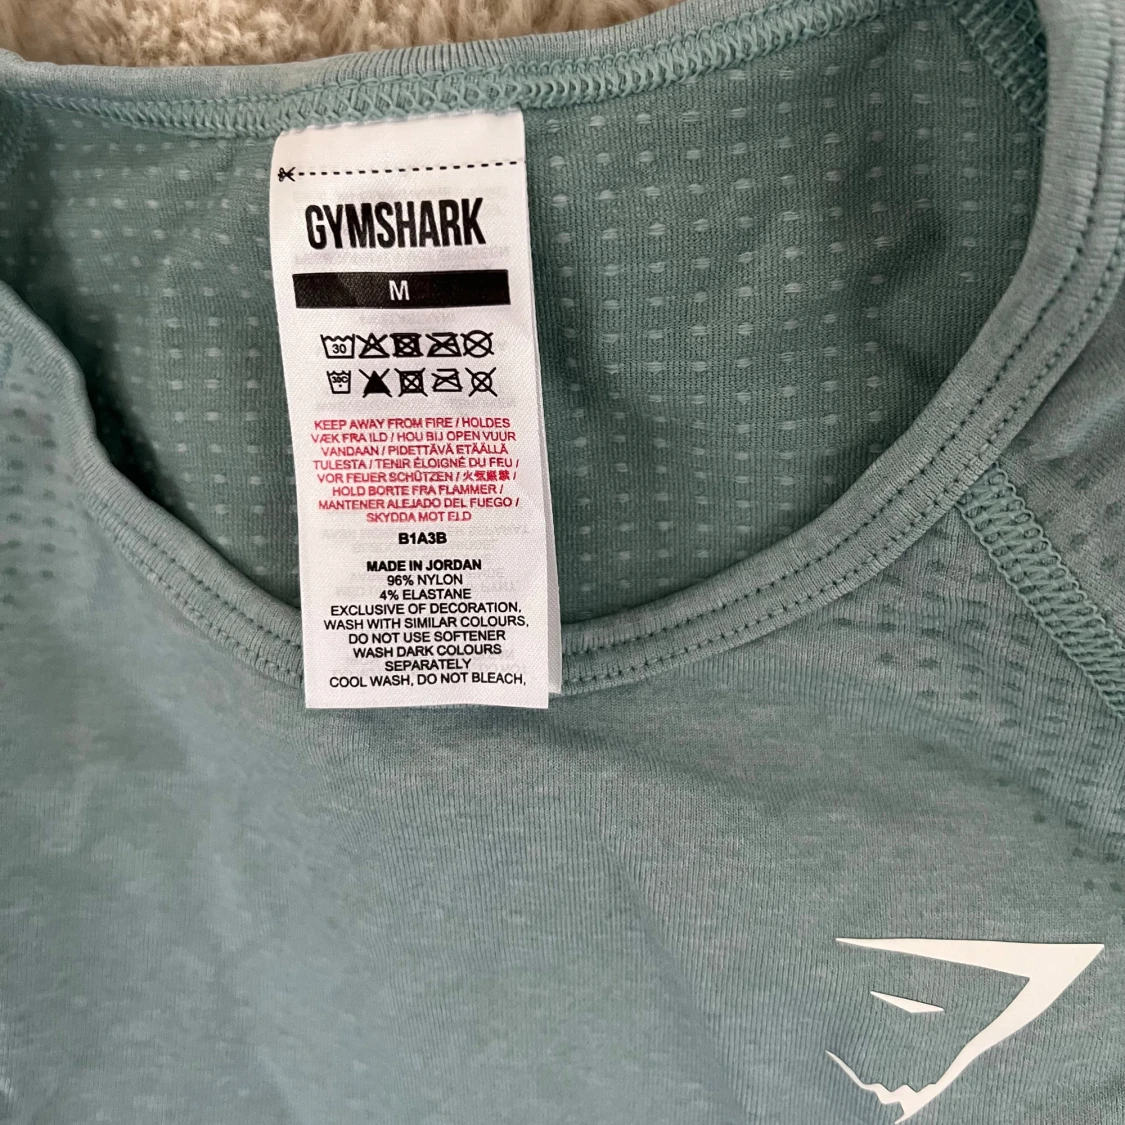 GYMSHARK
M
30
30C
KEEP AWAY FROM FIRE / HOLDES
VÆK FRA ILD / HOU BIJ OPEN VUUR
VANDAAN / PIDETTÄVÄ ETÄÄLLÄ
TULESTA / TENIR ÉLOIGNÉ DU FEU /
VOR FEUER SCHÜTZEN / 火気厳禁 /
HOLD BORTE FRA FLAMMER /
MANTENER ALEJADO DEL FUEGO /
SKYDDA MOT ELD
B1A3B
MADE IN JORDAN
96% NYLON
4% ELASTANE
EXCLUSIVE OF DECORATION,
WASH WITH SIMILAR COLOURS,
DO NOT USE SOFTENER
WASH DARK COLOURS
SEPARATELY
COOL WASH, DO NOT BLEACH,